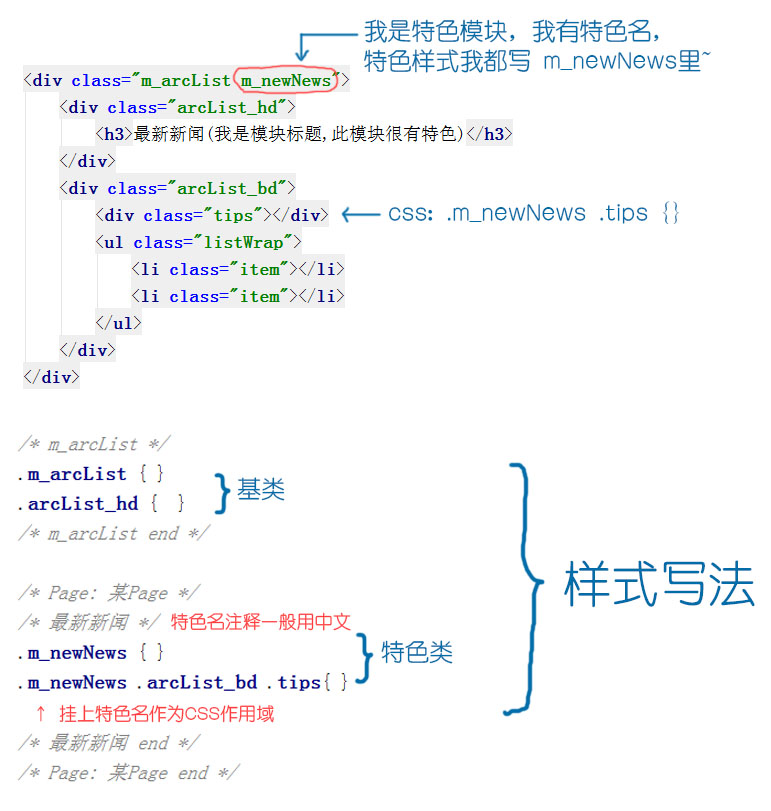 我是特色模块，我有特色名，
特色样式我都写 m_newNews里~
<div class="m_arcList m_newNews">
<div class="arcList_hd">
<h3>最新新闻(我是模块标题,此模块很有特色)</h3>
</div>
<div class="arcList_bd">
<div class="tips"></div> css: .m_newNews .tips {}
<ul class="listWrap">
<li class="item"></li>
<li class="item"></li>
</ul>
</div>
</div>
/* m_arcList */
.m_arcList { }
.arcList_hd { }
基类
/* m_arcList end */
样式写法
/* Page: 某Page */
/* 最新新闻 */ 特色名注释一般用中文
.m_newNews { }
特色类
.m_newNews .arcList_bd .tips{ }
↑ 挂上特色名作为CSS作用域
/* 最新新闻 end */
/* Page: 某Page end */